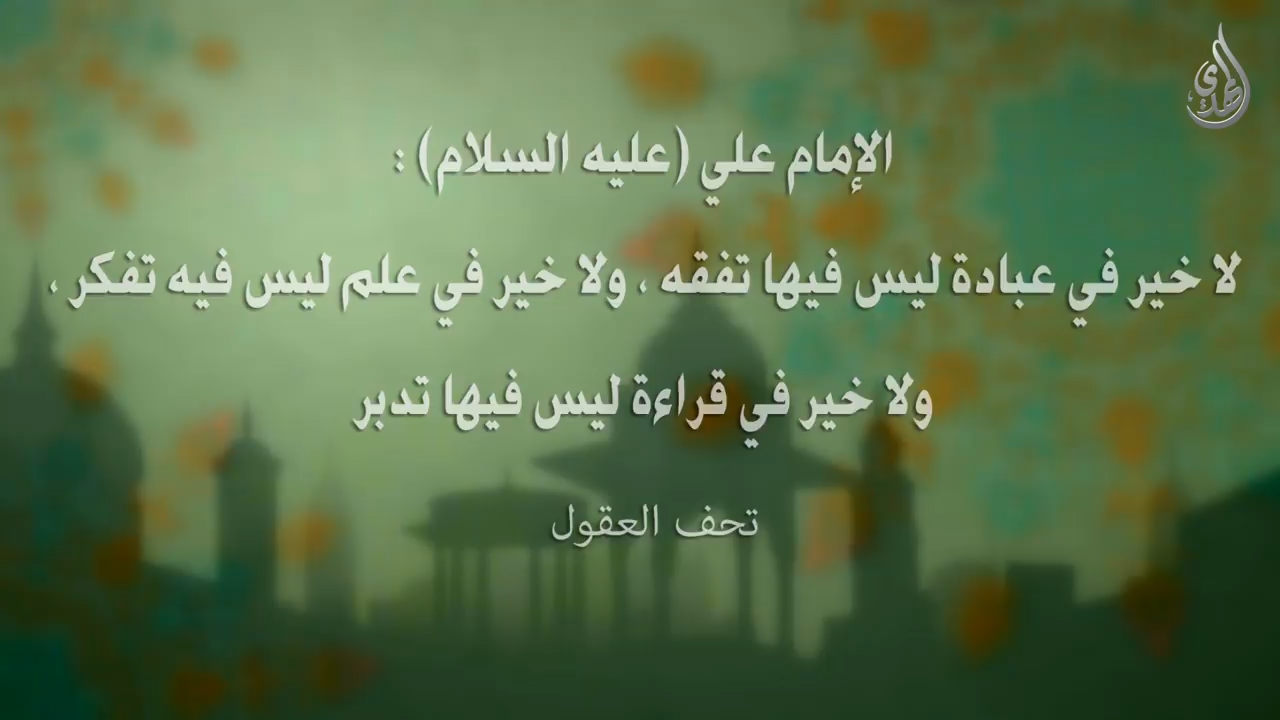 المهدي
الإمام علي (عليه السلام) :
لا خير في عبادة ليس فيها تفقه ، ولا خير في علم ليس فيه تفكر ،
ولا خير في قراءة ليس فيها تدبر
تحف العقول